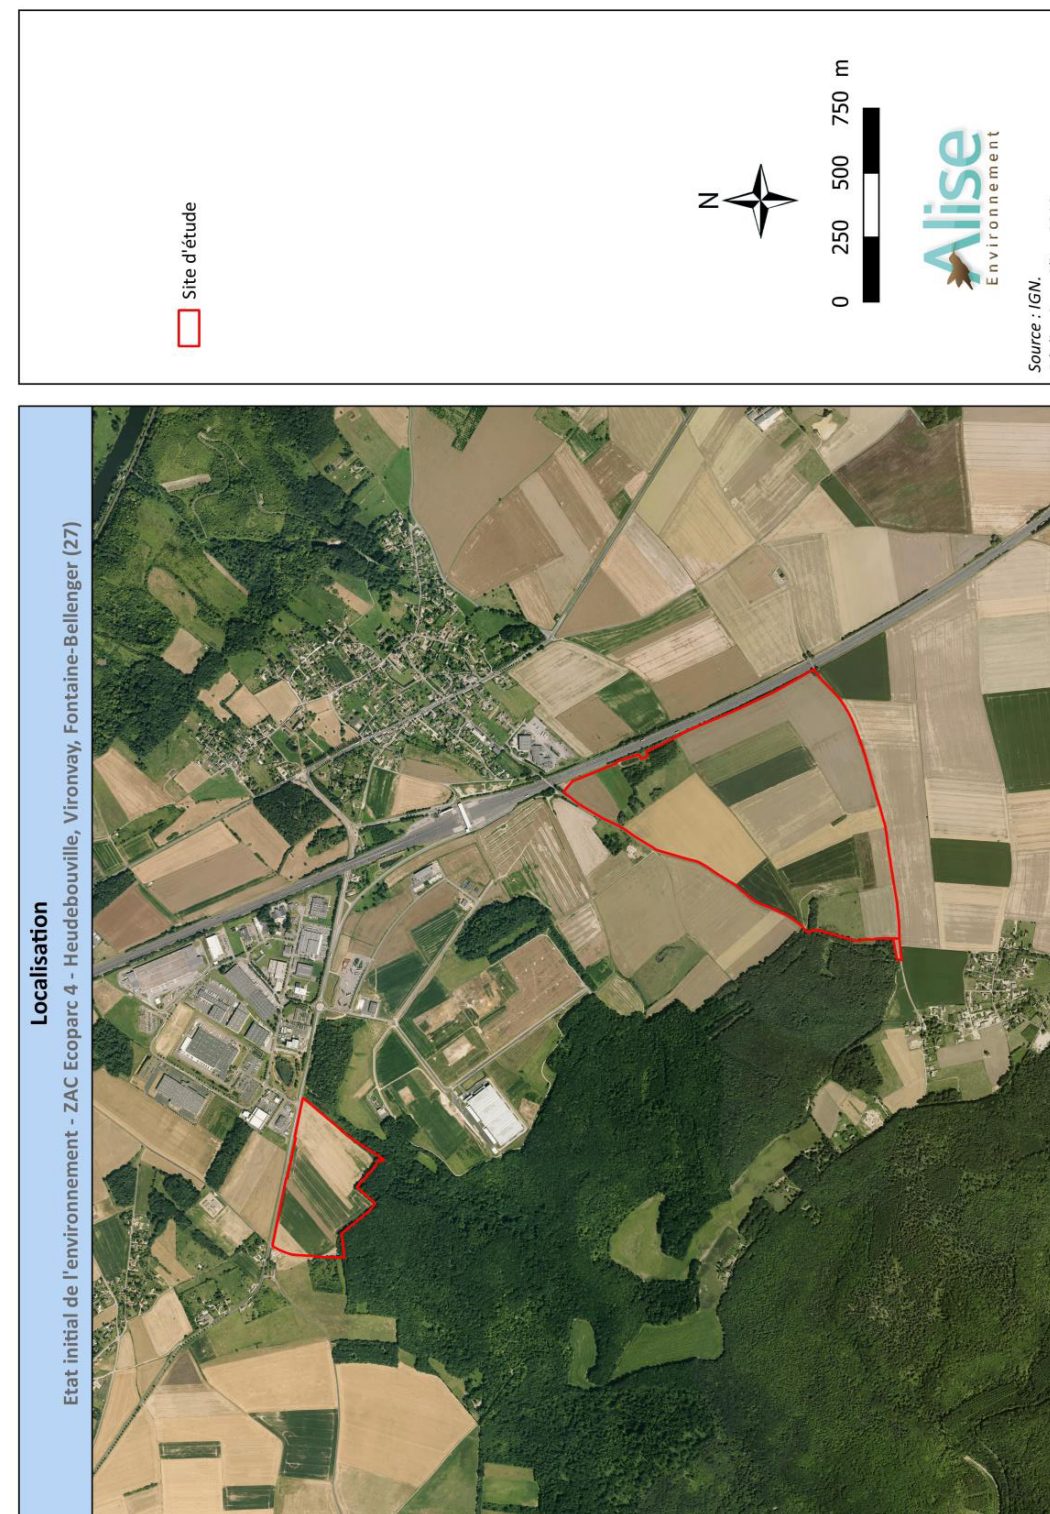 Localisation
Etat initial de l'environnement - ZAC Ecoparc 4 - Heudebouville, Vironvay, Fontaine-Bellenger (27)
Site d'étude
N
0 250 500 750 m
Alise
Environnement
Source : IGN.